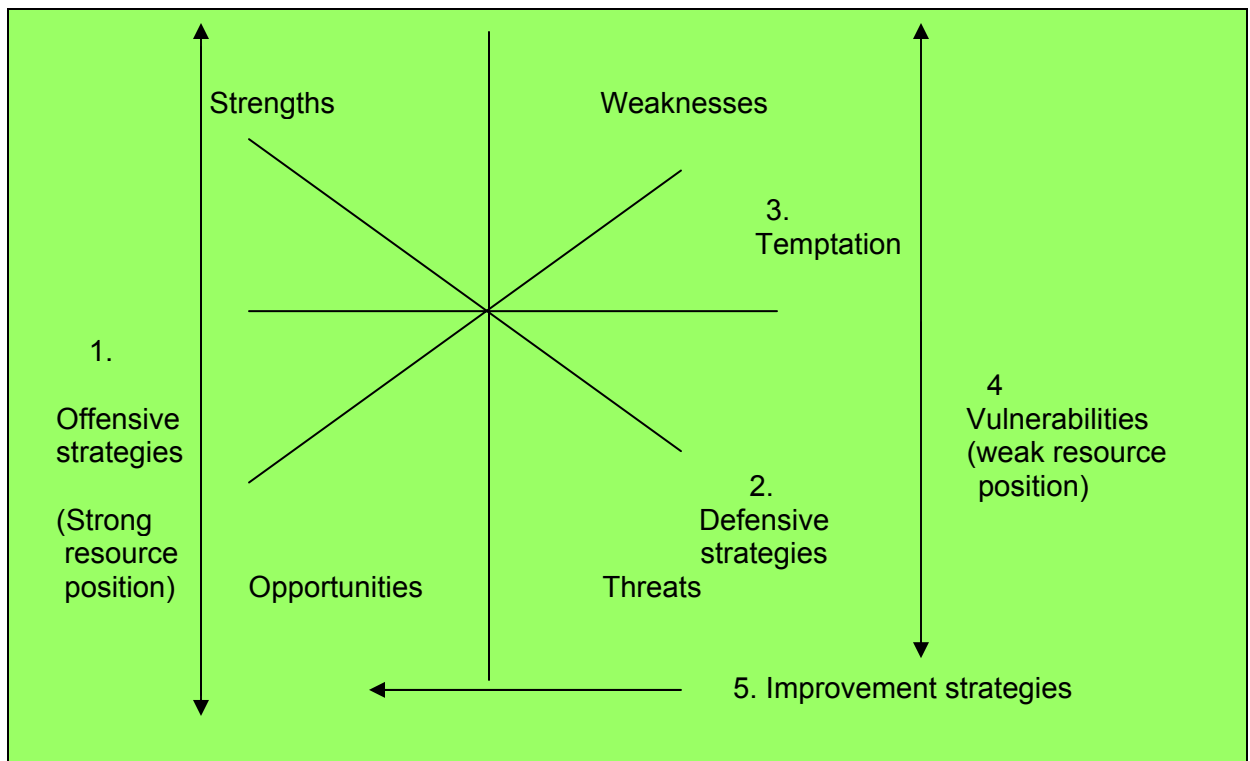 Strengths
Weaknesses
3.
Temptation
1.
Offensive
strategies
(Strong
resource
position)
4
Vulnerabilities
(weak resource
position)
2.
Defensive
strategies
Opportunities
Threats
5. Improvement strategies